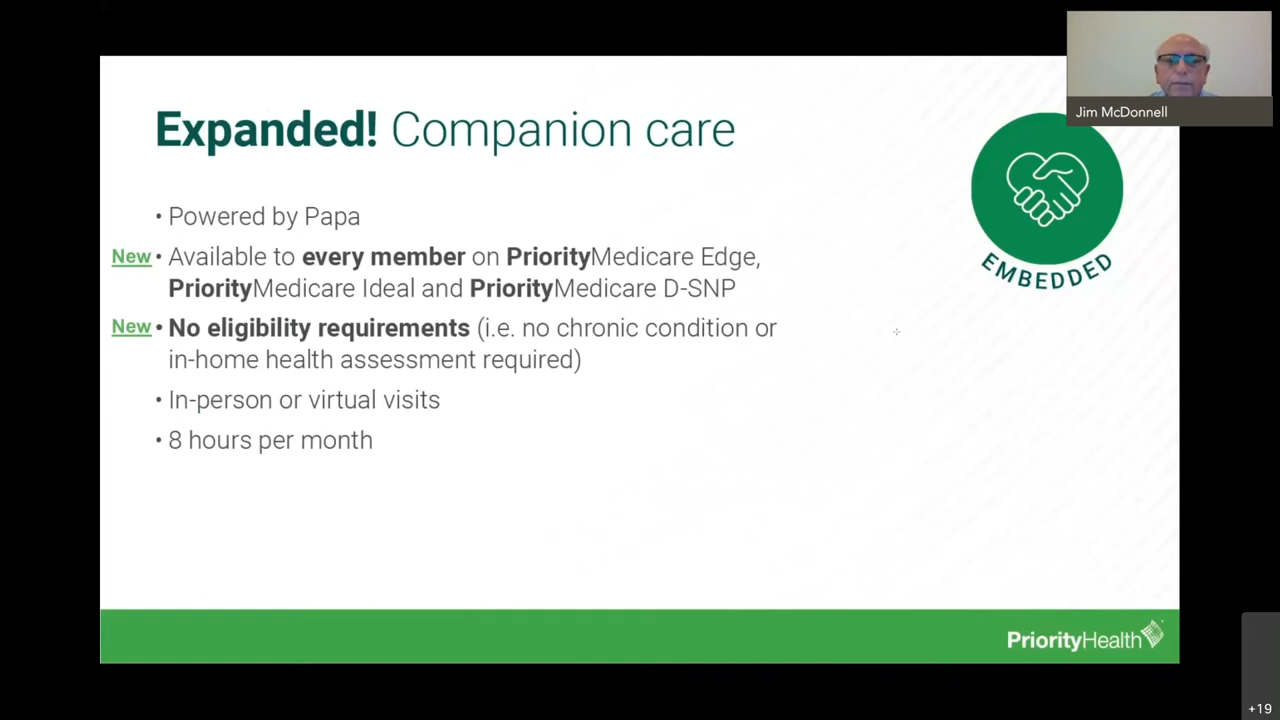 Jim McDonnell
Expanded! Companion care
EMBEDDED
• Powered by Papa
New • Available to every member on PriorityMedicare Edge,
PriorityMedicare Ideal and PriorityMedicare D-SNP
New • No eligibility requirements (i.e. no chronic condition or
in-home health assessment required)
• In-person or virtual visits
• 8 hours per month
PriorityHealth
+19